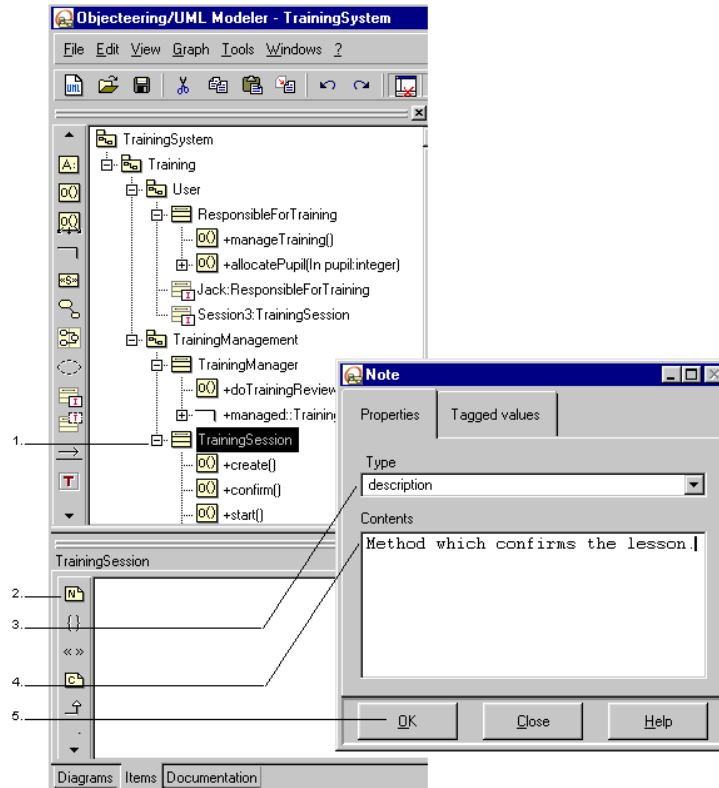 Objecteering/UML Modeler - TrainingSystem
File Edit View Graph Tools Windows ?
TrainingSystem
Training
User
ResponsibleForTraining
+manageTraining()
+allocatePupil(In pupil:integer)
Jack:ResponsibleForTraining
Session3:TrainingSession
TrainingManagement
TrainingManager
+doTrainingReview
+managed::Training
1. TrainingSession
+create()
+confirm()
+start()
TrainingSession
2.
3.
4.
5.
Diagrams Items Documentation
Note
Properties Tagged values
Type
description
Contents
Method which confirms the lesson.
OK Close Help